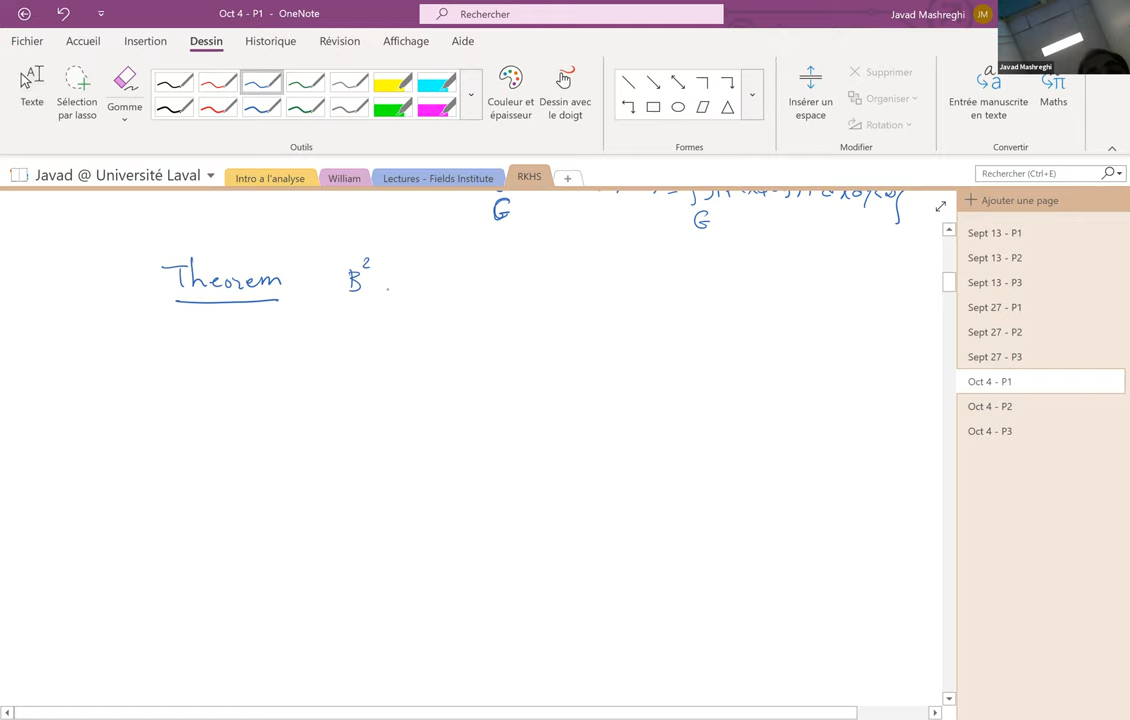 Oct 4 - P1 - OneNote
Rechercher
Javad Mashreghi
JM
Javad Mashreghi
Fichier
Accueil
Insertion
Dessin
Historique
Révision
Affichage
Aide
Texte
Sélection par lasso
Gomme
Couleur et épaisseur
Dessin avec le doigt
Insérer un espace
Supprimer
Organiser
Rotation
Entrée manuscrite en texte
Maths
Outils
Formes
Modifier
Convertir
Javad @ Université Laval
Intro a l'analyse
William
Lectures - Fields Institute
RKHS
Rechercher (Ctrl+E)
Ajouter une page
Sept 13 - P1
Sept 13 - P2
Sept 13 - P3
Sept 27 - P1
Sept 27 - P2
Sept 27 - P3
Oct 4 - P1
Oct 4 - P2
Oct 4 - P3
G
G
Theorem B²